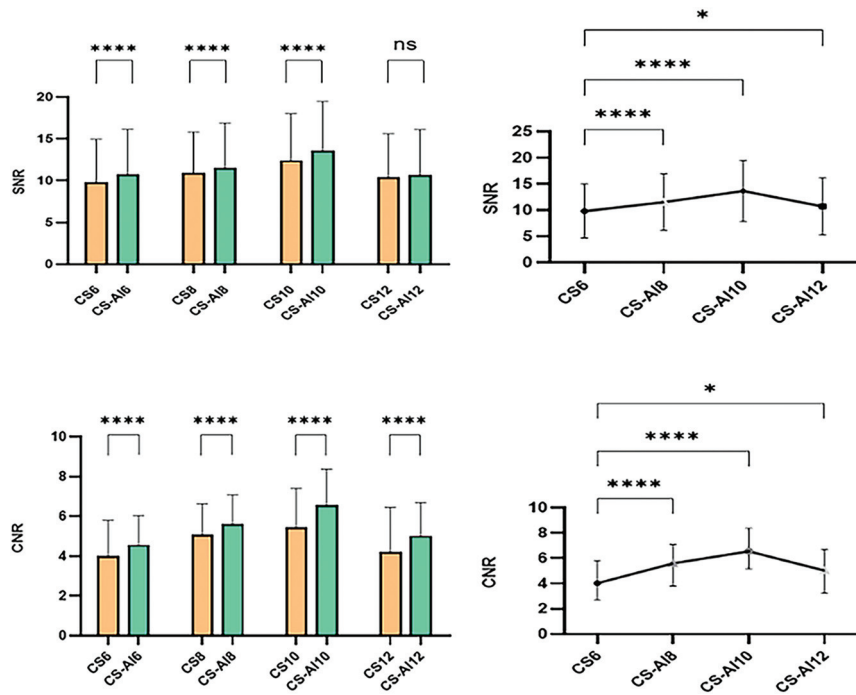 **** **** **** ns
SNR
20
15
10
5
0
CS6 CS-AI6 CS8 CS-AI8 CS10 CS-AI10 CS12 CS-AI12
*
****
****
SNR
25
20
15
10
5
0
CS6 CS-AI8 CS-AI10 CS-AI12
**** **** **** ****
CNR
10
8
6
4
2
0
CS6 CS-AI6 CS8 CS-AI8 CS10 CS-AI10 CS12 CS-AI12
*
****
****
CNR
10
8
6
4
2
0
CS6 CS-AI8 CS-AI10 CS-AI12